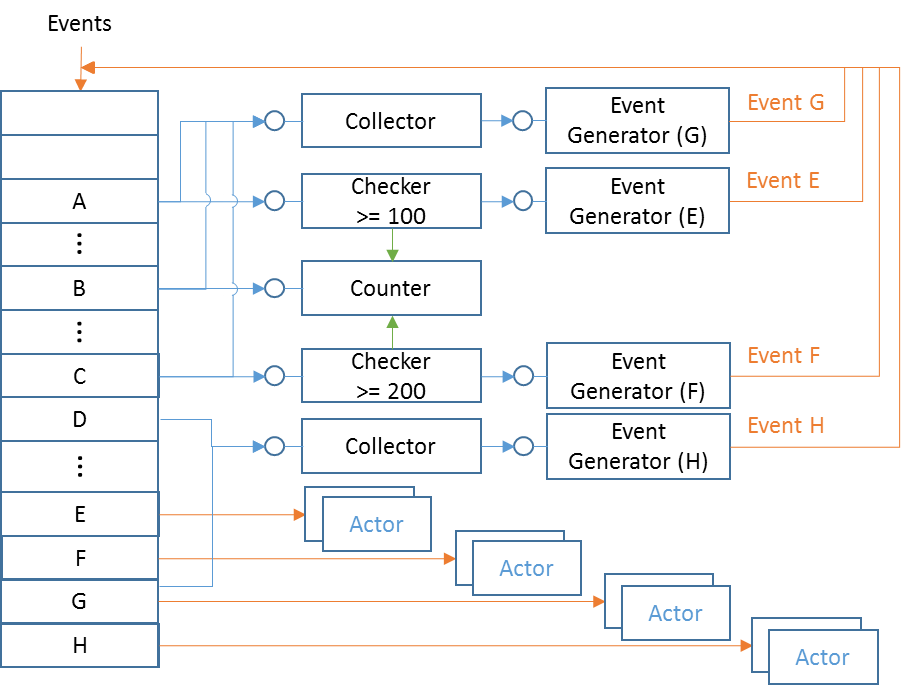 Events
Collector
Event
Generator (G)
Event G
A
Checker
>= 100
Event
Generator (E)
Event E
⋮
B
Counter
⋮
C
Checker
>= 200
Event
Generator (F)
Event F
D
Collector
Event
Generator (H)
Event H
⋮
E
Actor
F
Actor
G
Actor
H
Actor